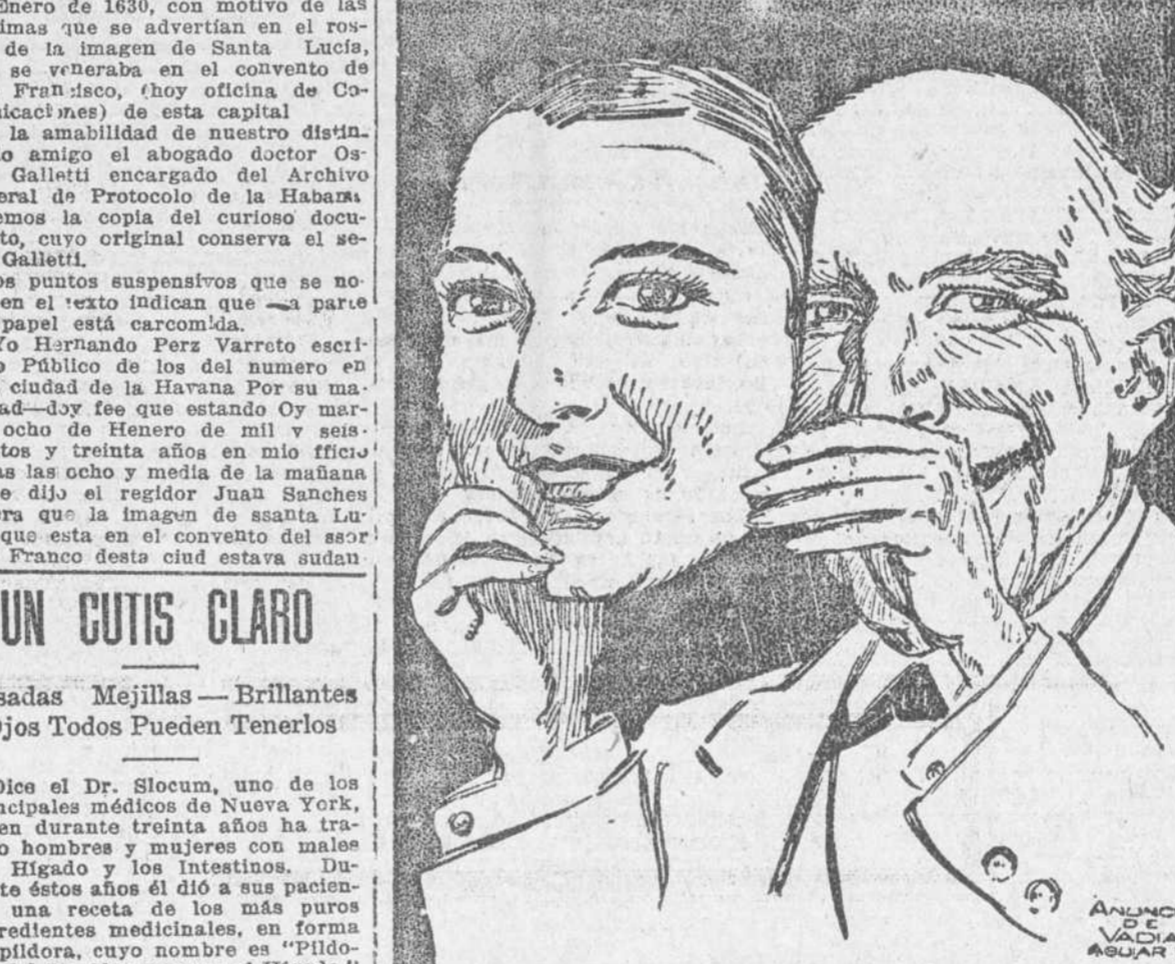 Enero de 1630, con motivo de las
imas que se advertían en el ros-
de la imagen de Santa Lucía,
se veneraba en el convento de
Francisco, (hoy oficina de Co-
nicaciones) de esta capital
la amabilidad de nuestro distin-
o amigo el abogado doctor Os-
Galletti encargado del Archivo
eral de Protocolo de la Habana
emos la copia del curioso docu-
to, cuyo original conserva el se-
Galletti.
os puntos suspensivos que se no-
en el texto indican que —a parte
papel está carcomida.
Yo Hernando Perz Varreto escri-
o Público de los del numero en
ciudad de la Havana Por su ma-
ad—doy fee que estando Oy mar-
ocho de Henero de mil y seis-
tos y treinta años en mio fficio
as las ocho y media de la mañana
e dijo el regidor Juan Sanches
era que la imagen de ssanta Lu-
que esta en el convento del ssor
Franco desta ciud estava sudan
UN CUTIS CLARO
sadas Mejillas — Brillantes
Ojos Todos Pueden Tenerlos
Dice el Dr. Slocum, uno de los
ncipales médicos de Nueva York,
en durante treinta años ha tra-
o hombres y mujeres con males
Hígado y los Intestinos. Du-
te éstos años él dió a sus pacien-
una receta de los más puros
redientes medicinales, en forma
píldora, cuyo nombre es "Pildo-
ANUNC
DE
VADIA
AGUIAR